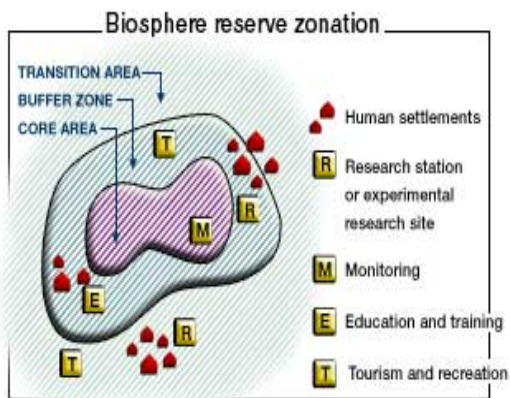 Biosphere reserve zonation
TRANSITION AREA
BUFFER ZONE
CORE AREA
T
R
M
E
R
T
Human settlements
R Research station
or experimental
research site
M Monitoring
E Education and training
T Tourism and recreation